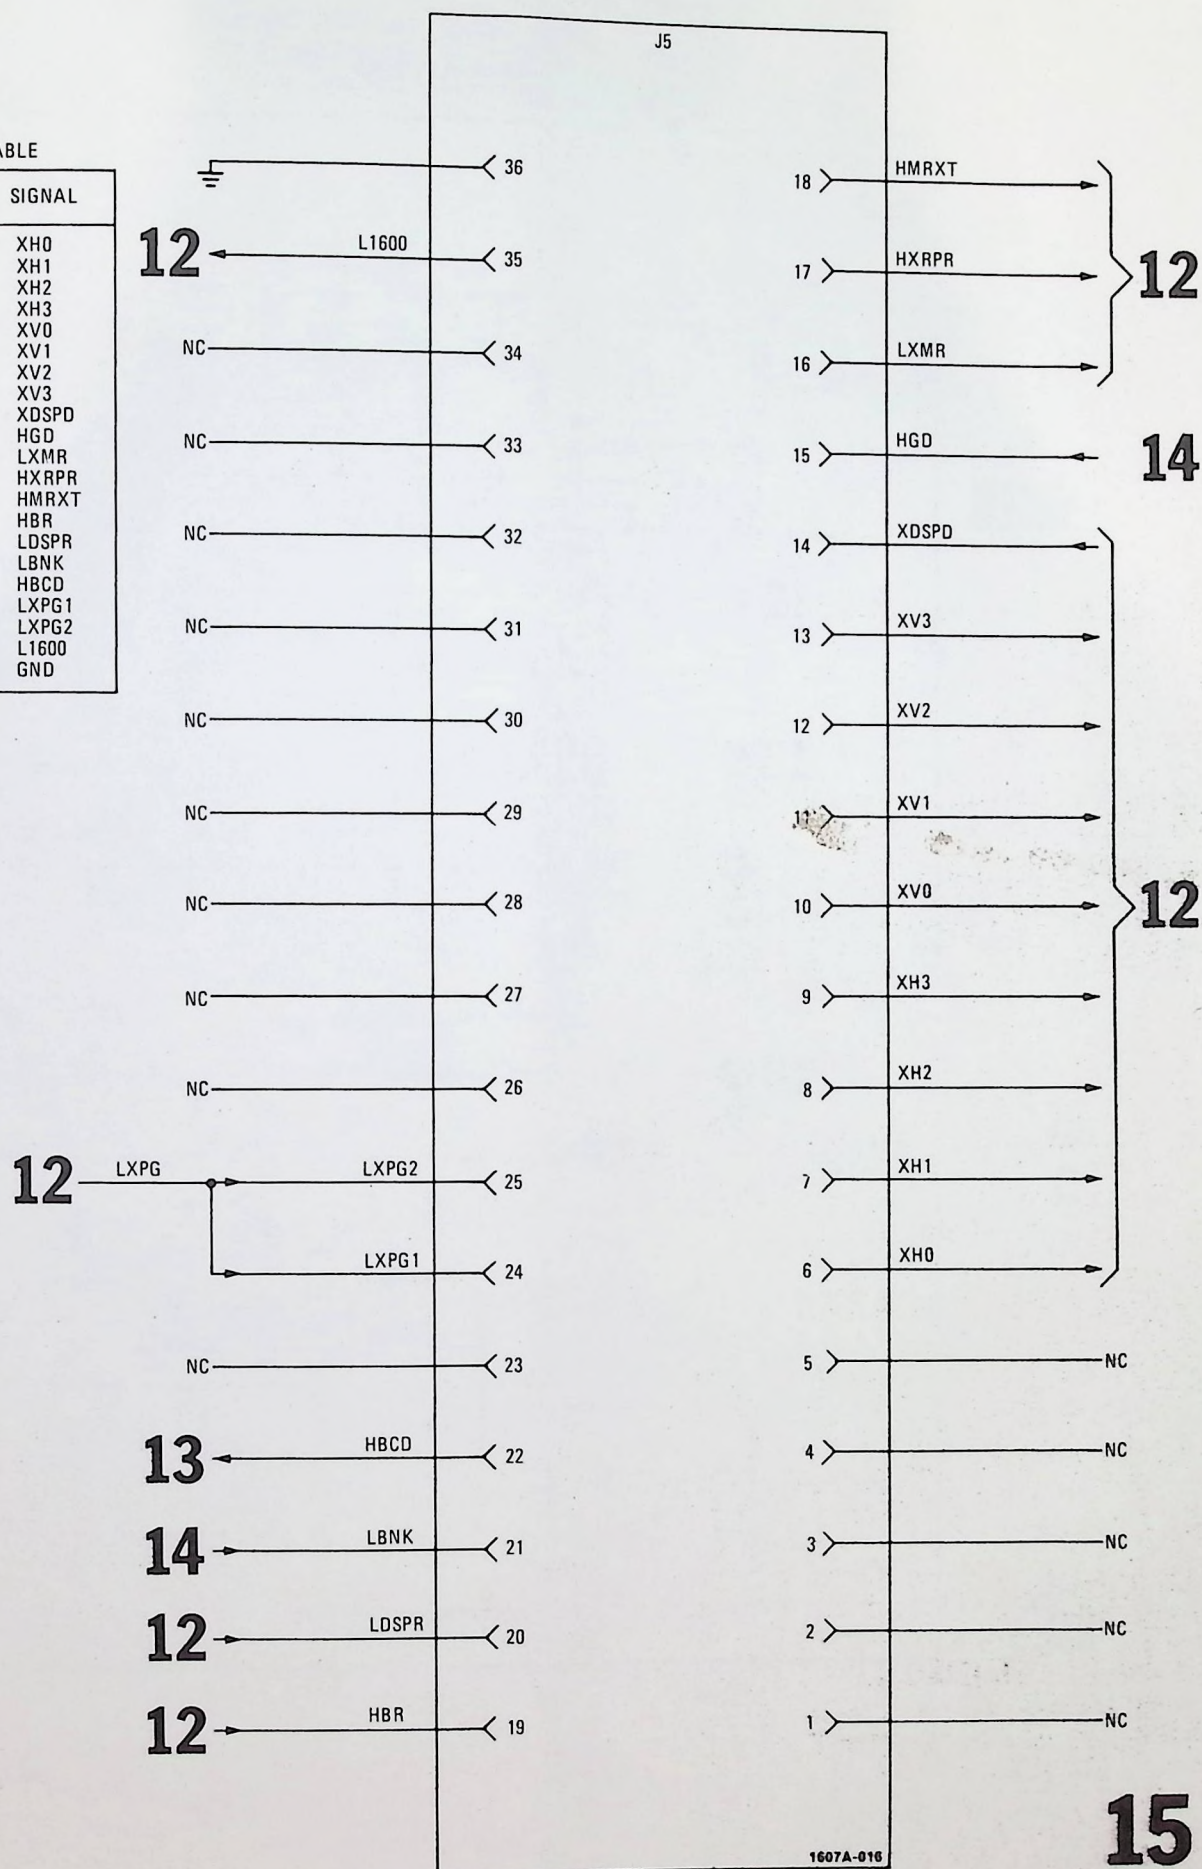 J5
ABLE
SIGNAL
XH0
XH1
XH2
XH3
XV0
XV1
XV2
XV3
XDSPD
HGD
LXMR
HXRPR
HMRXT
HBR
LDSPR
LBNK
HBCD
LXPG1
LXPG2
L1600
GND
36
12 L1600 35
NC 34
NC 33
NC 32
NC 31
NC 30
NC 29
NC 28
NC 27
NC 26
12 LXPG LXPG2 25
LXPG1 24
NC 23
13 HBCD 22
14 LBNK 21
12 LDSPR 20
12 HBR 19
18 HMRXT
17 HXRPR 12
16 LXMR
15 HGD 14
14 XDSPD
13 XV3
12 XV2
11 XV1
10 XV0 12
9 XH3
8 XH2
7 XH1
6 XH0
5 NC
4 NC
3 NC
2 NC
1 NC
1607A-016
15